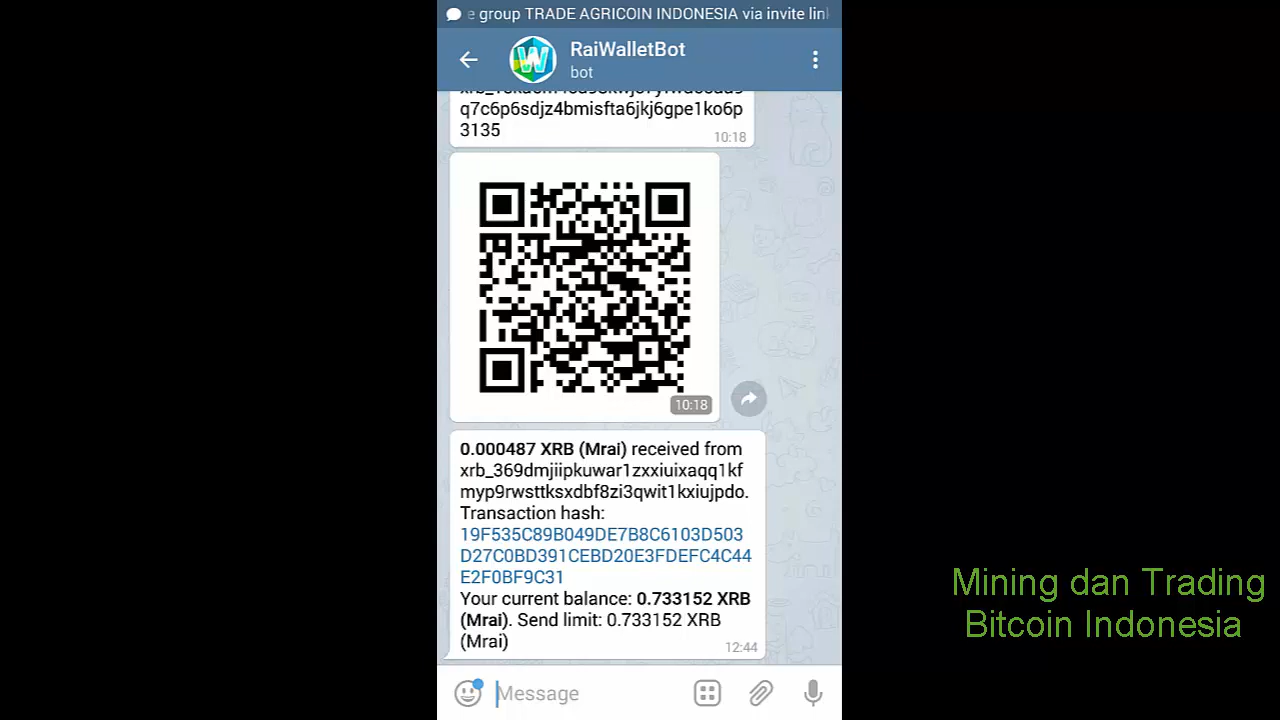 e group TRADE AGRICOIN INDONESIA via invite link
RaiWalletBot
bot
q7c6p6sdjz4bmisfta6jkj6gpe1ko6p
3135
10:18
10:18
0.000487 XRB (Mrai) received from
xrb_369dmjiipkuwar1zxxiuixaqq1kf
myp9rwsttksxdbf8zi3qwit1kxiujpdo.
Transaction hash:
19F535C89B049DE7B8C6103D503
D27C0BD391CEBD20E3FDEFC4C44
E2F0BF9C31
Your current balance: 0.733152 XRB
(Mrai). Send limit: 0.733152 XRB
(Mrai)
12:44
Message
Mining dan Trading
Bitcoin Indonesia